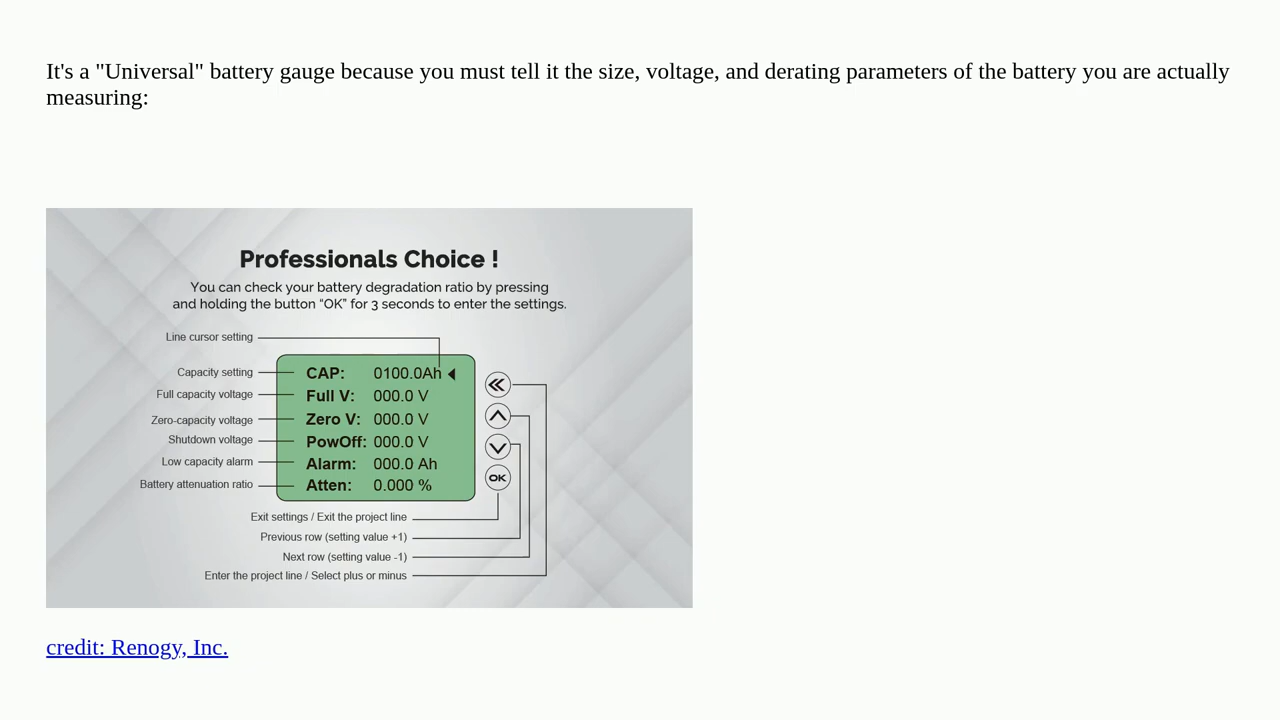 It's a "Universal" battery gauge because you must tell it the size, voltage, and derating parameters of the battery you are actually
measuring:
Professionals Choice !
You can check your battery degradation ratio by pressing
and holding the button “OK” for 3 seconds to enter the settings.
Line cursor setting
Capacity setting
CAP: 0100.0Ah
Full capacity voltage
Full V: 000.0 V
Zero-capacity voltage
Zero V: 000.0 V
Shutdown voltage
PowOff: 000.0 V
Low capacity alarm
Alarm: 000.0 Ah
Battery attenuation ratio
Atten: 0.000 %
OK
Exit settings / Exit the project line
Previous row (setting value +1)
Next row (setting value -1)
Enter the project line / Select plus or minus
credit: Renogy, Inc.